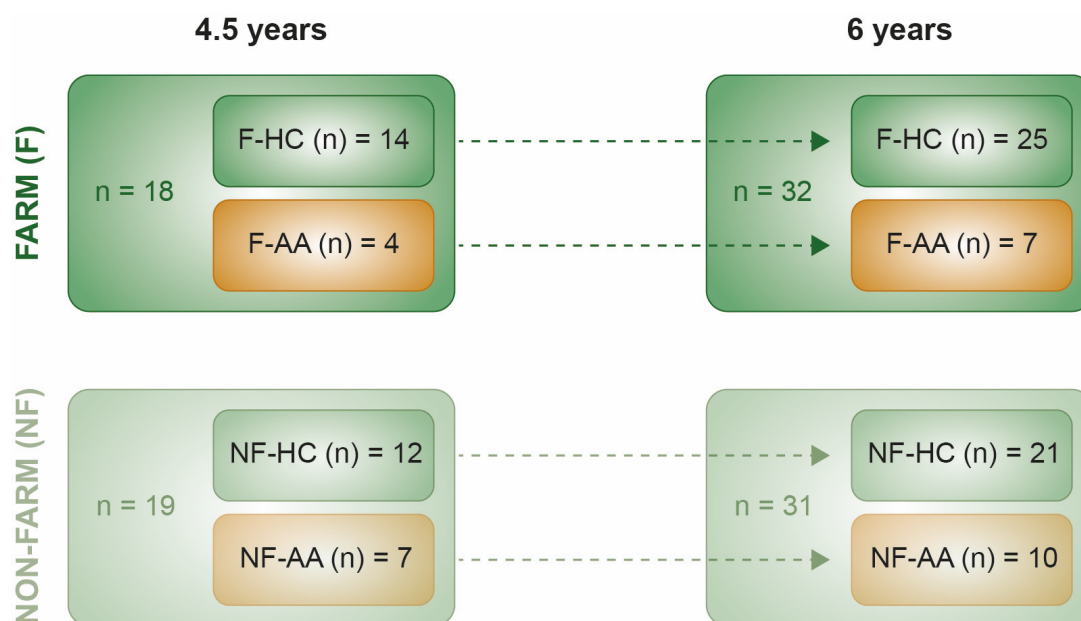 4.5 years
6 years
FARM (F)
n = 18
F-HC (n) = 14
F-AA (n) = 4
n = 32
F-HC (n) = 25
F-AA (n) = 7
NON-FARM (NF)
n = 19
NF-HC (n) = 12
NF-AA (n) = 7
n = 31
NF-HC (n) = 21
NF-AA (n) = 10